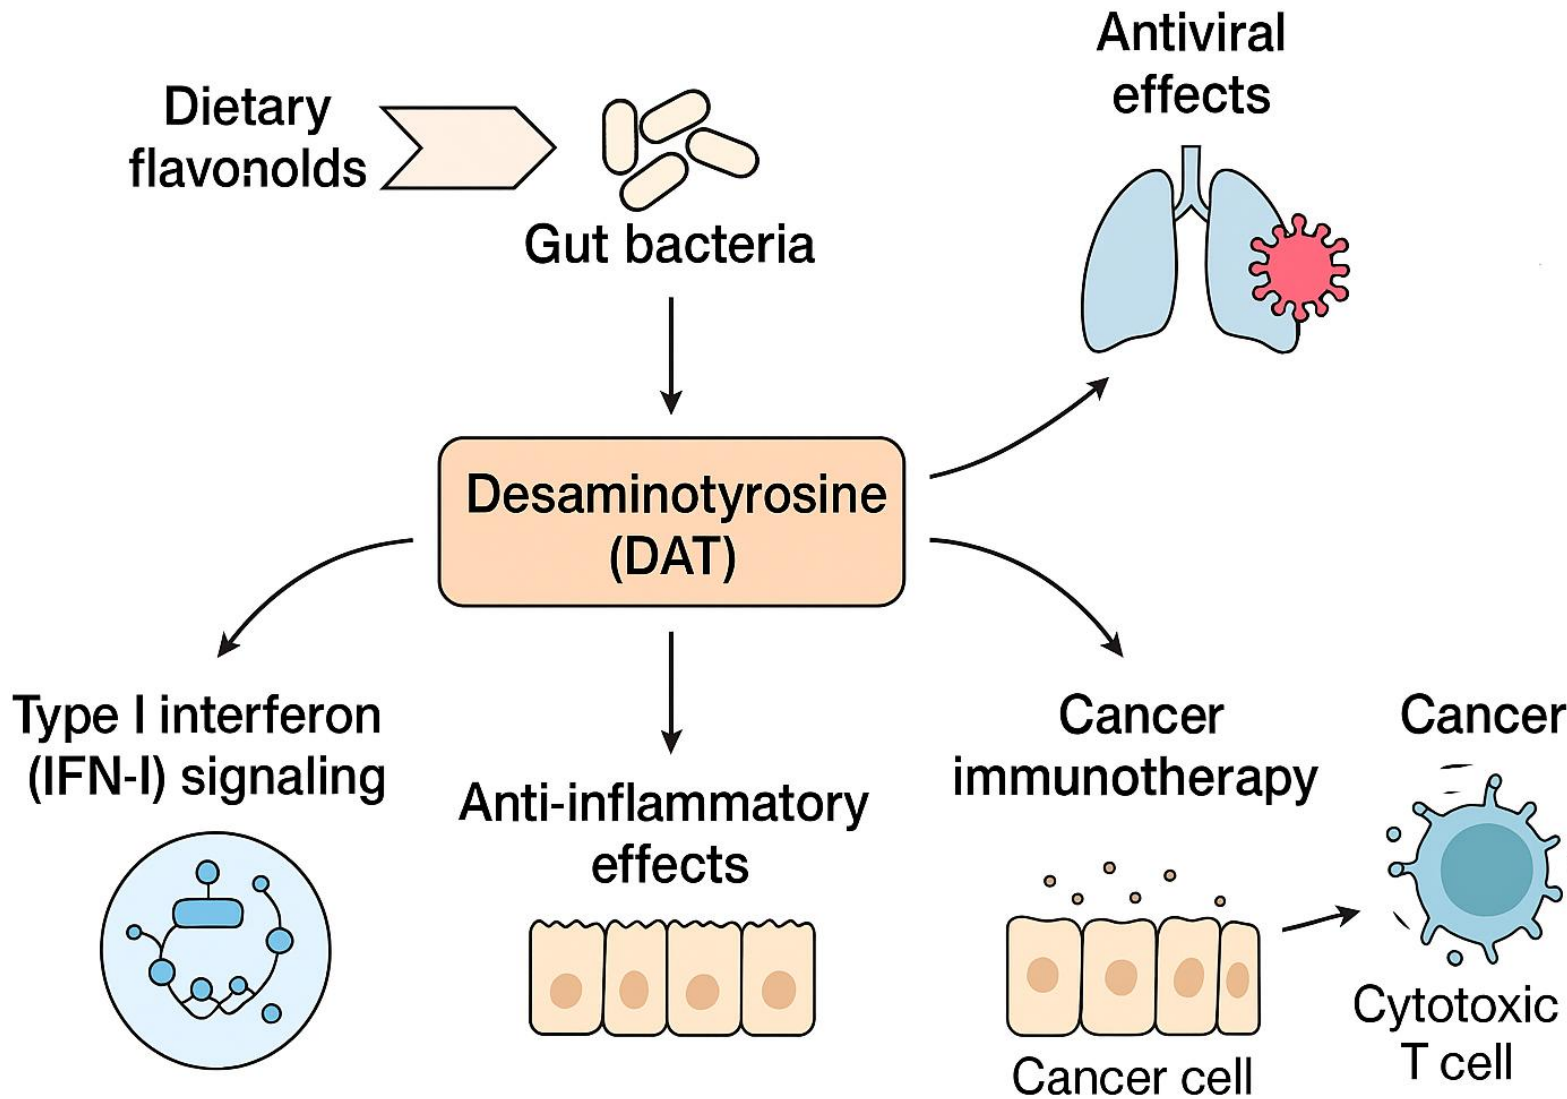 Dietary
flavonolds
Gut bacteria
Antiviral
effects
Desaminotyrosine
(DAT)
Type I interferon
(IFN-I) signaling
Anti-inflammatory
effects
Cancer
immunotherapy
Cancer cell
Cancer
Cytotoxic
T cell